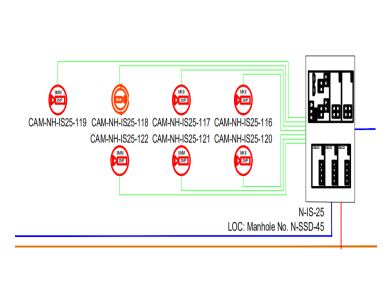 CAM-NH-IS25-119 CAM-NH-IS25-118 CAM-NH-IS25-117 CAM-NH-IS25-116
CAM-NH-IS25-122 CAM-NH-IS25-121 CAM-NH-IS25-120
N-IS-25
LOC: Manhole No. N-SSD-45